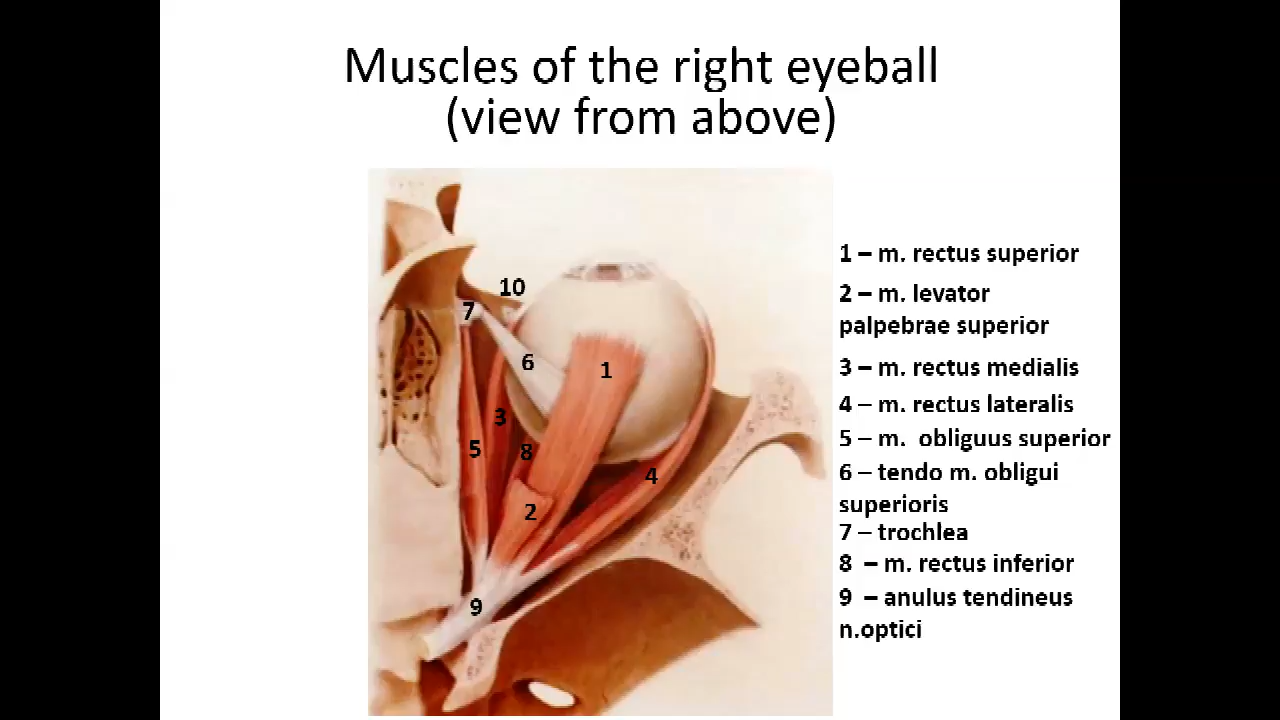 Muscles of the right eyeball
(view from above)
10
7
6
1
3
5
8
4
2
9
1 – m. rectus superior
2 – m. levator
palpebrae superior
3 – m. rectus medialis
4 – m. rectus lateralis
5 – m.  obliguus superior
6 – tendo m. obligui
superioris
7 – trochlea
8  – m. rectus inferior
9  – anulus tendineus
n.optici